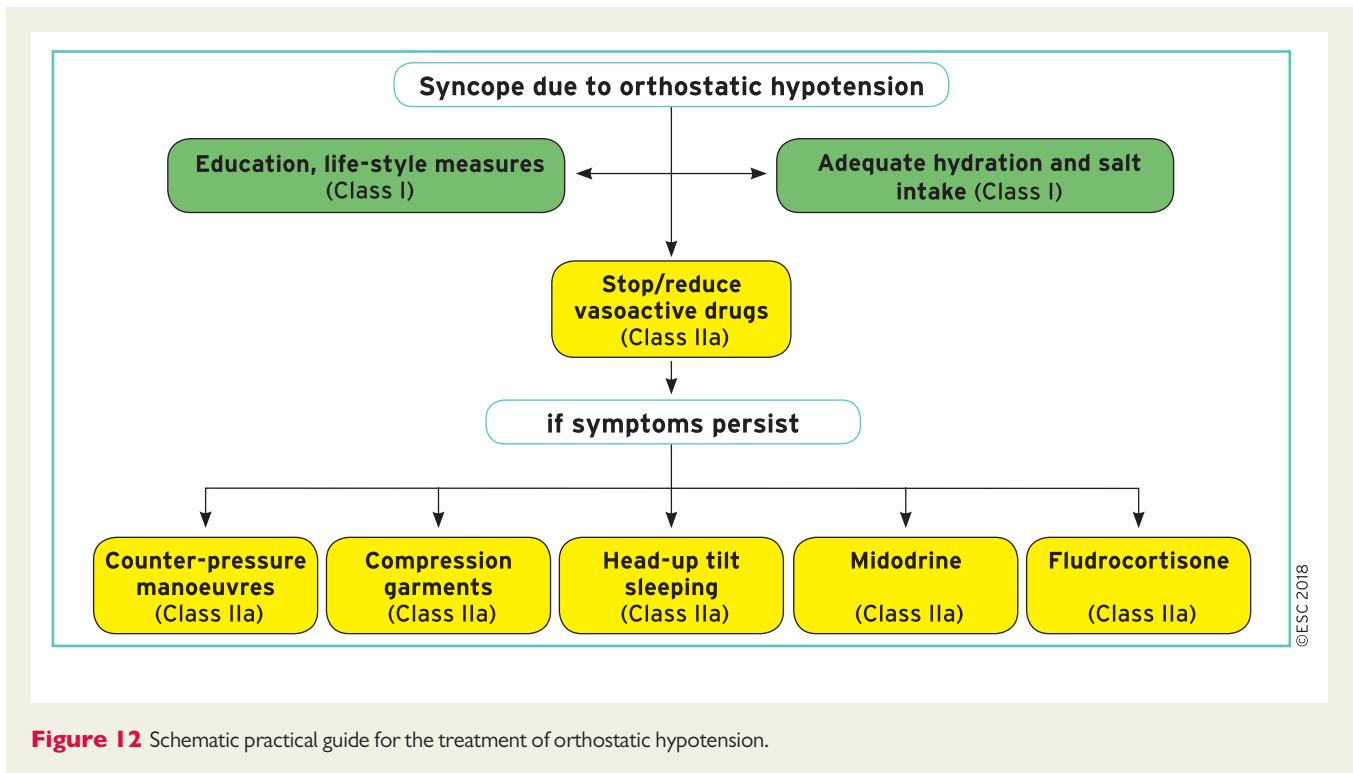 Syncope due to orthostatic hypotension
Education, life-style measures
(Class I)
Adequate hydration and salt
intake (Class I)
Stop/reduce
vasoactive drugs
(Class IIa)
if symptoms persist
Counter-pressure
manoeuvres
(Class IIa)
Compression
garments
(Class IIa)
Head-up tilt
sleeping
(Class IIa)
Midodrine
(Class IIa)
Fludrocortisone
(Class IIa)
©ESC 2018
Figure 12 Schematic practical guide for the treatment of orthostatic hypotension.